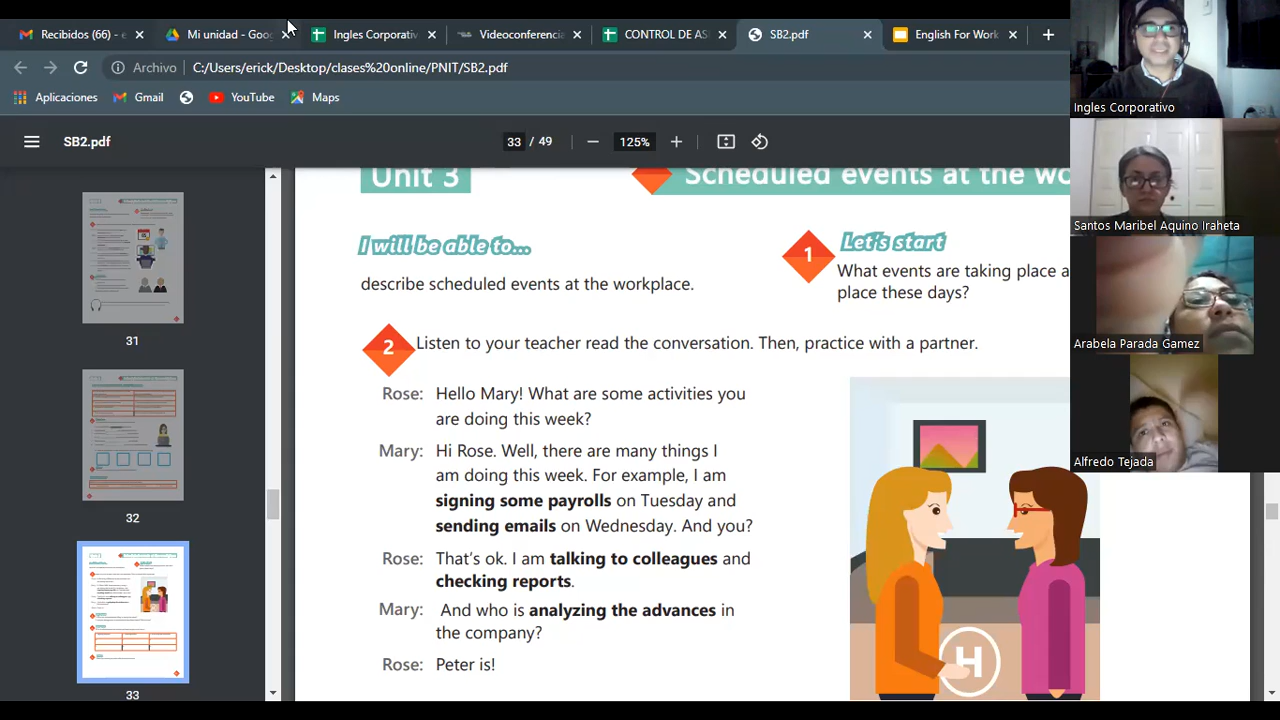 Recibidos (66) - e
Mi unidad - Goo
Ingles Corporativ
Videoconferencia
CONTROL DE AS
SB2.pdf
English For Work
Archivo
C:/Users/erick/Desktop/clases%20online/PNIT/SB2.pdf
Aplicaciones
Gmail
YouTube
Maps
SB2.pdf
33 / 49
125%
31
32
33
Unit 3
Scheduled events at the wo
I will be able to...
describe scheduled events at the workplace.
1
Let's start
What events are taking place a
place these days?
2
Listen to your teacher read the conversation. Then, practice with a partner.
Rose: Hello Mary! What are some activities you
are doing this week?
Mary: Hi Rose. Well, there are many things I
am doing this week. For example, I am
signing some payrolls on Tuesday and
sending emails on Wednesday. And you?
Rose: That's ok. I am talking to colleagues and
checking reports.
Mary: And who is analyzing the advances in
the company?
Rose: Peter is!
H
Ingles Corporativo
Santos Maribel Aquino Iraheta
Arabela Parada Gamez
Alfredo Tejada